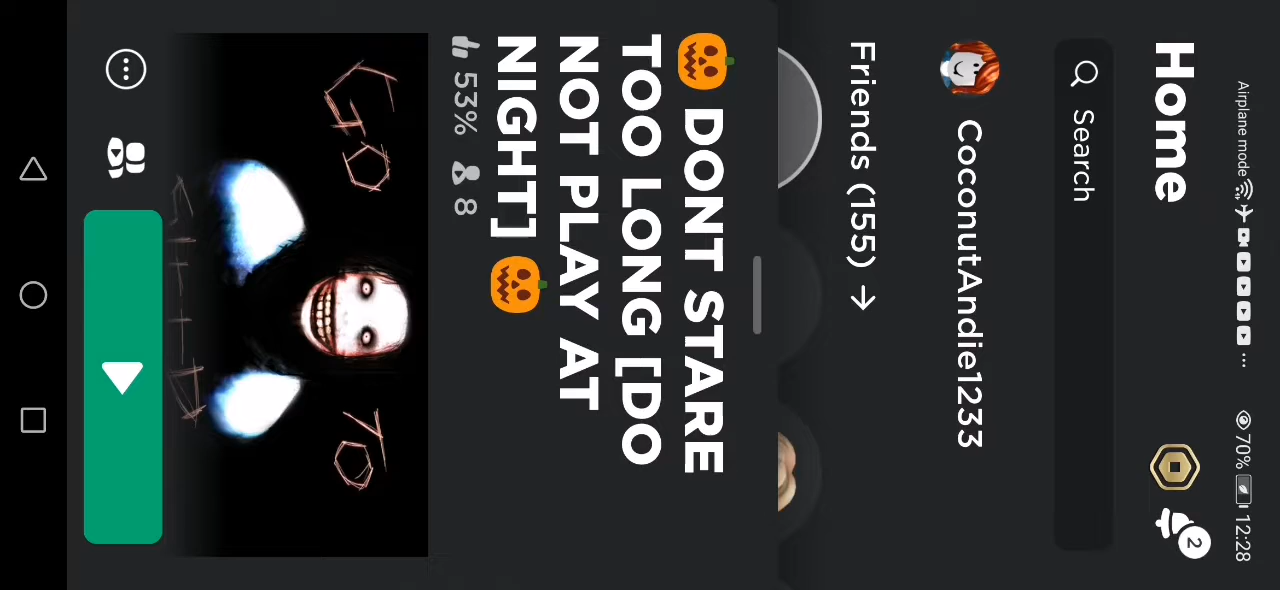 Airplane mode
70%
12:28
Home
2
Search
CoconutAndie1233
Friends (155) →
🎃 DONT STARE
TOO LONG [DO
NOT PLAY AT
NIGHT] 🎃
53% 8
GO TO